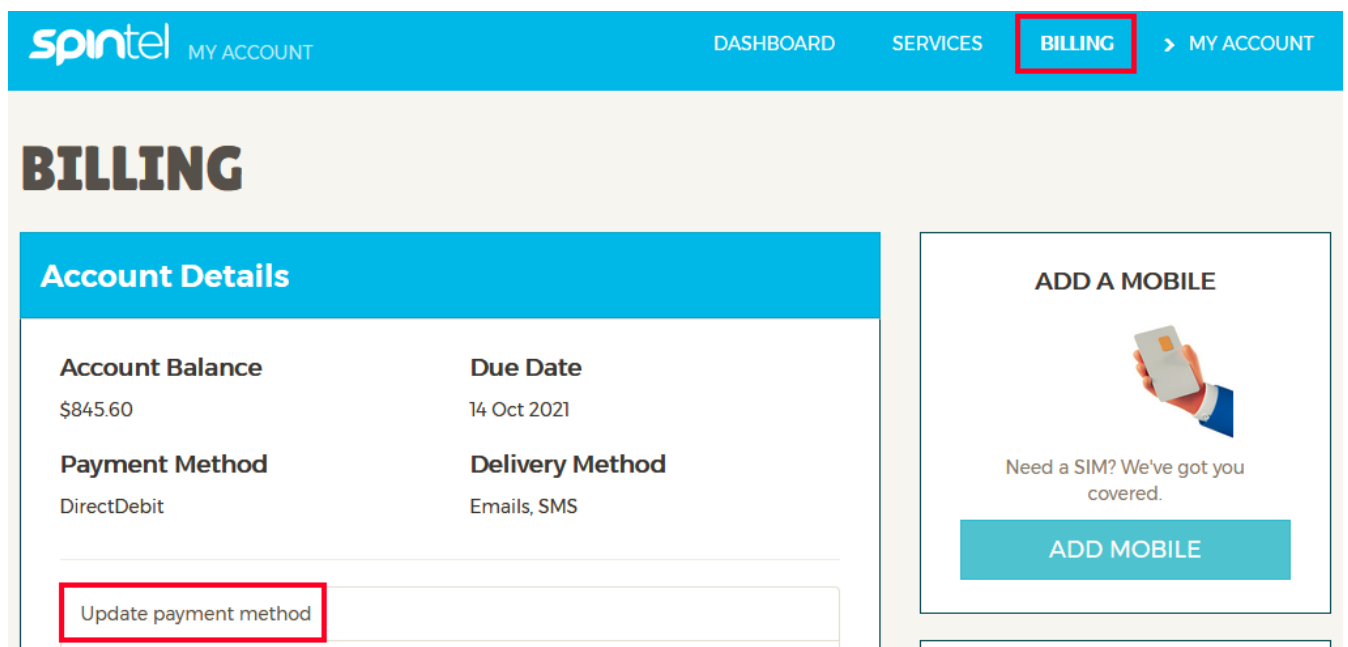 spintel MY ACCOUNT
DASHBOARD SERVICES BILLING > MY ACCOUNT
BILLING
Account Details
Account Balance Due Date
$845.60 14 Oct 2021
Payment Method Delivery Method
DirectDebit Emails, SMS
Update payment method
ADD A MOBILE
Need a SIM? We've got you
covered.
ADD MOBILE